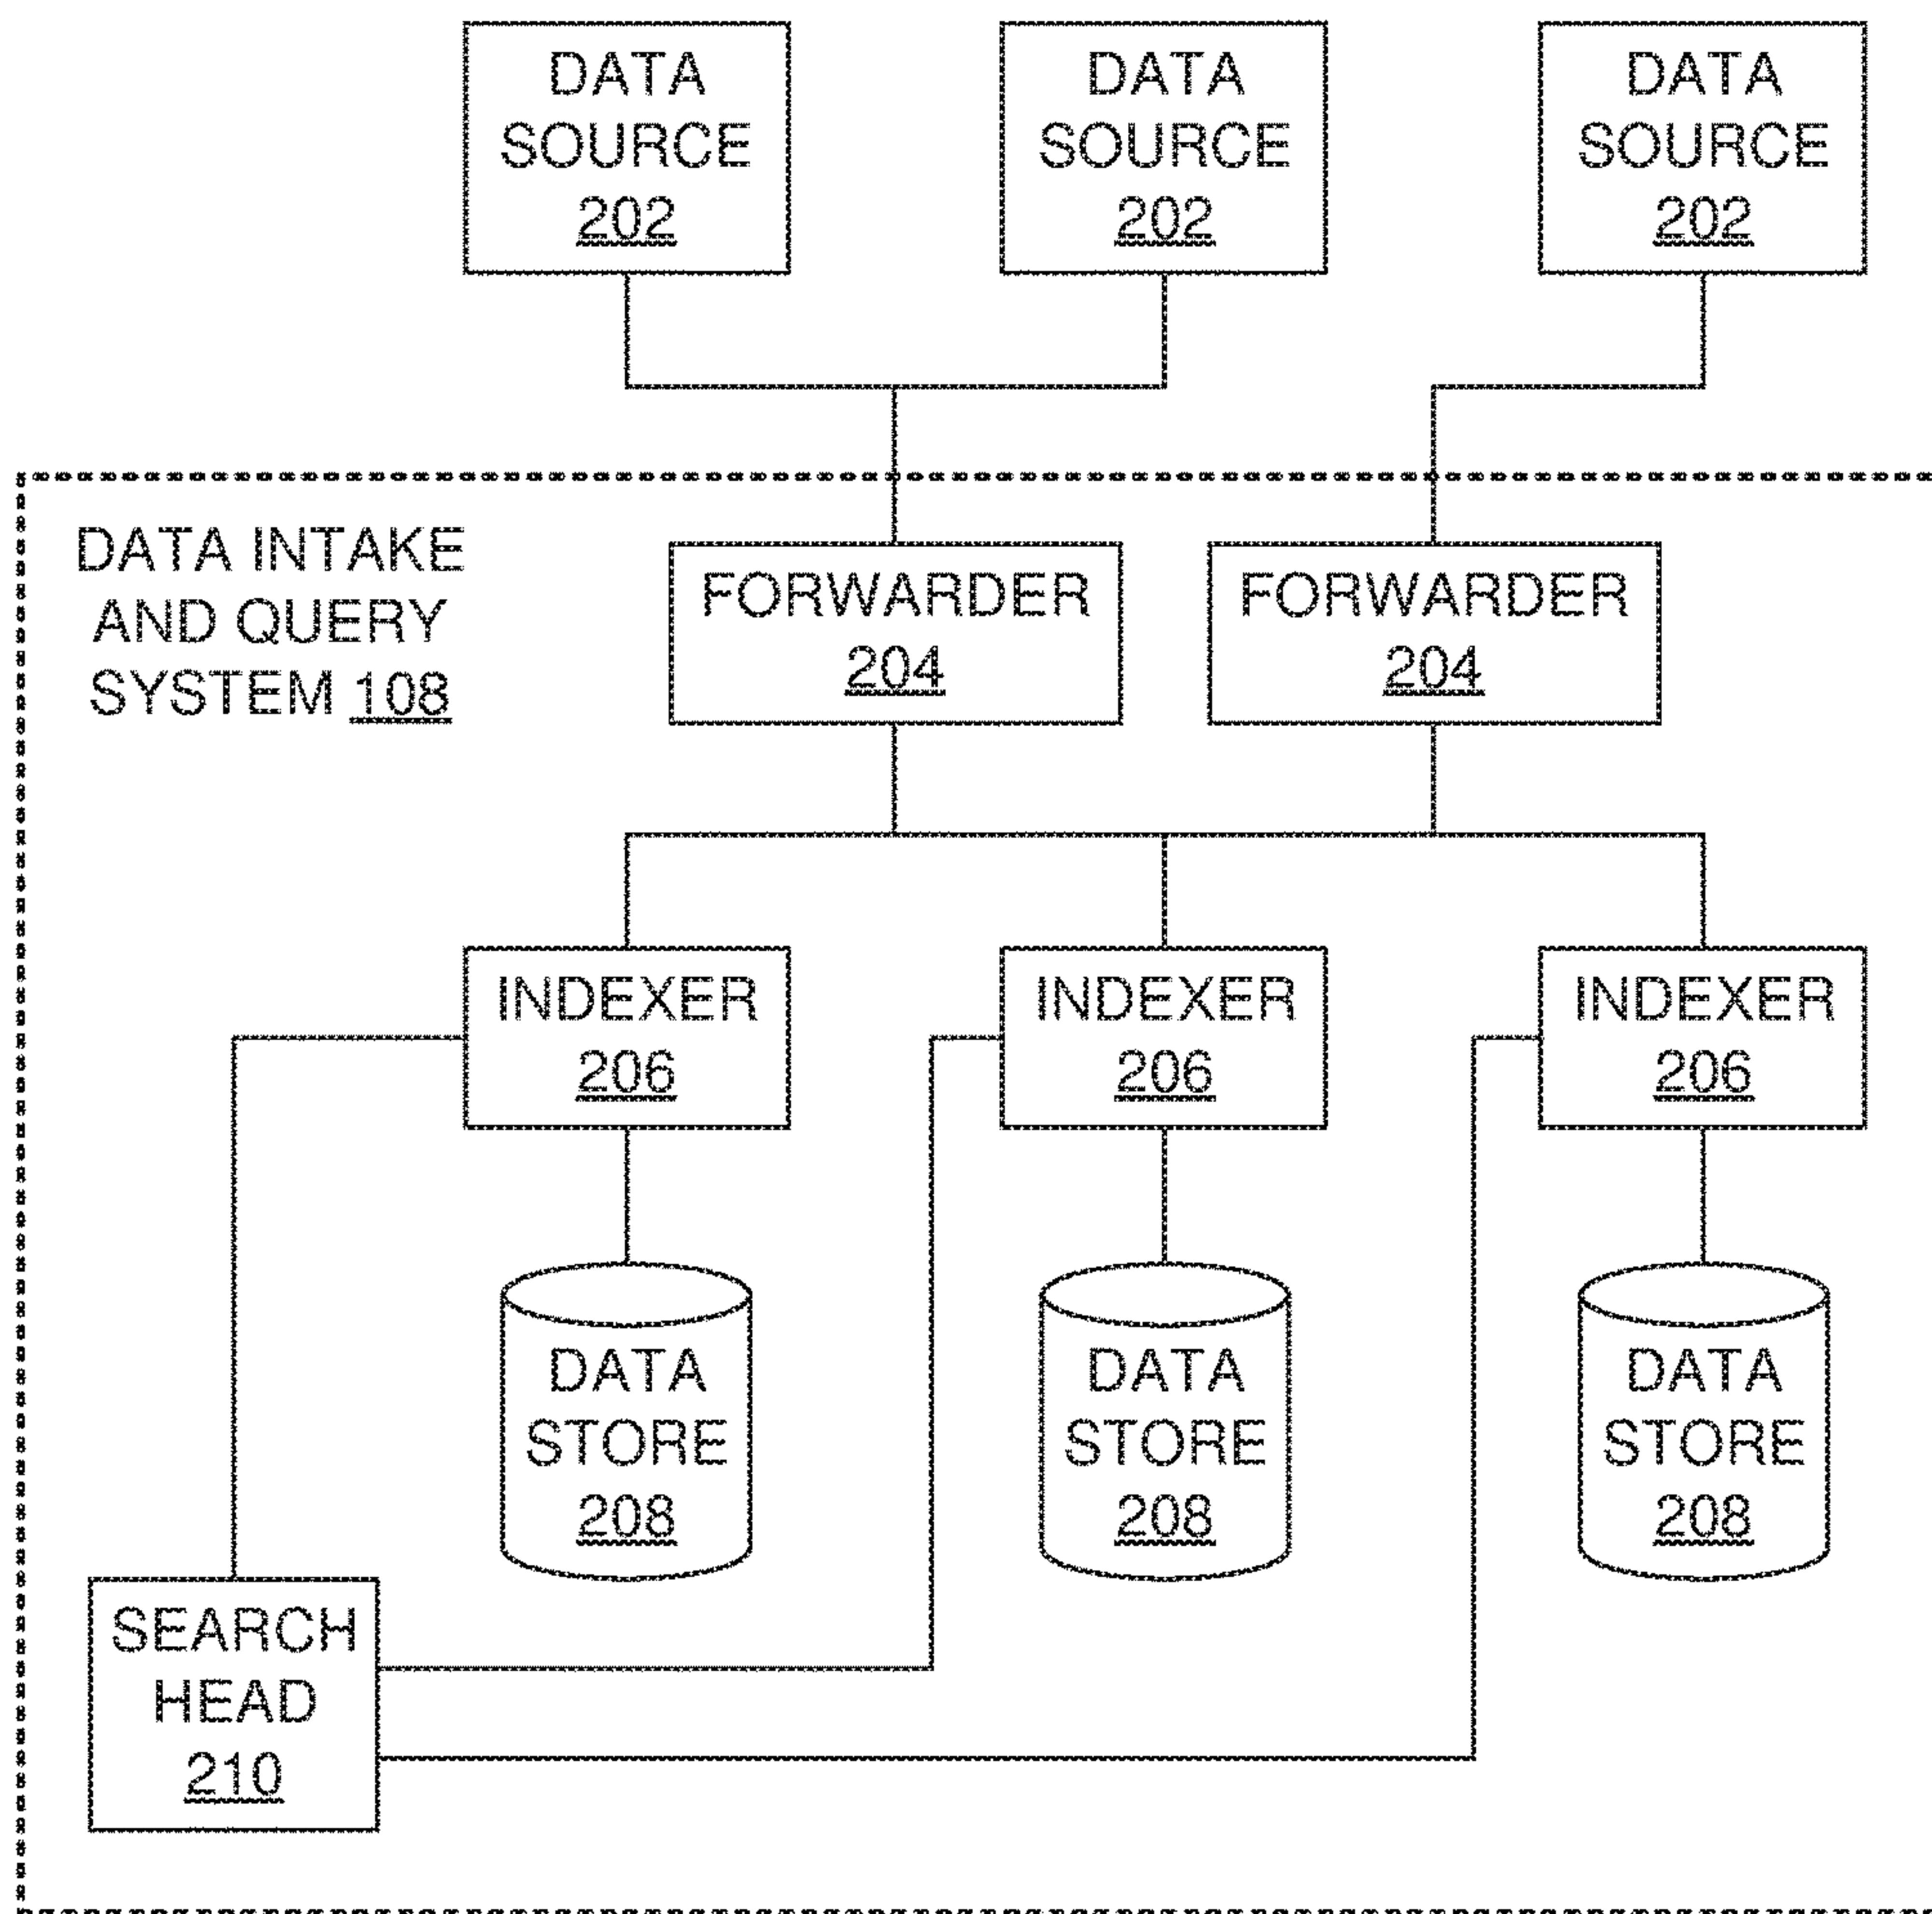 DATA
SOURCE
202
DATA
SOURCE
202
DATA
SOURCE
202
DATA INTAKE
AND QUERY
SYSTEM 108
FORWARDER
204
FORWARDER
204
INDEXER
206
INDEXER
206
INDEXER
206
DATA
STORE
208
DATA
STORE
208
DATA
STORE
208
SEARCH
HEAD
210